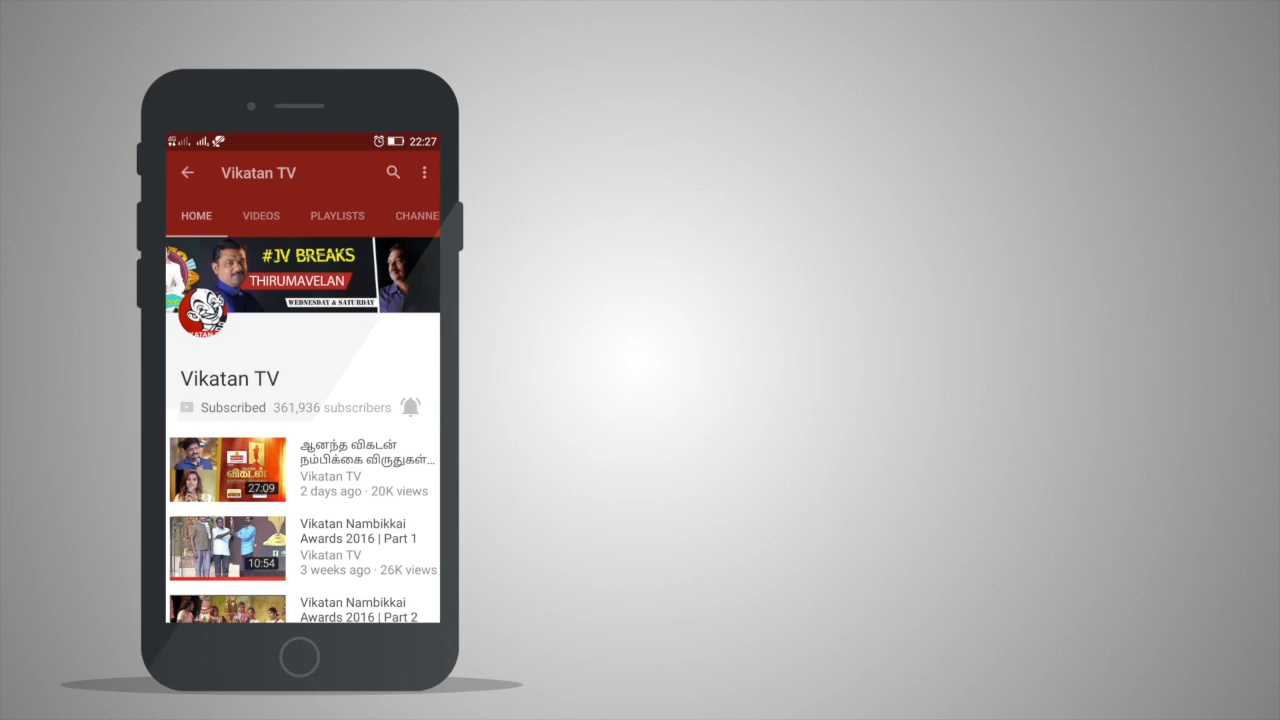 4G
22:27
Vikatan TV
HOME VIDEOS PLAYLISTS CHANNE
#JV BREAKS
THIRUMAVELAN
WEDNESDAY & SATURDAY
Vikatan TV
Subscribed 361,936 subscribers
ஆனந்த விகடன்
நம்பிக்கை விருதுகள்...
Vikatan TV
2 days ago · 20K views
விகடன்
27:09
Vikatan Nambikkai
Awards 2016 | Part 1
Vikatan TV
3 weeks ago · 26K views
10:54
Vikatan Nambikkai
Awards 2016 | Part 2